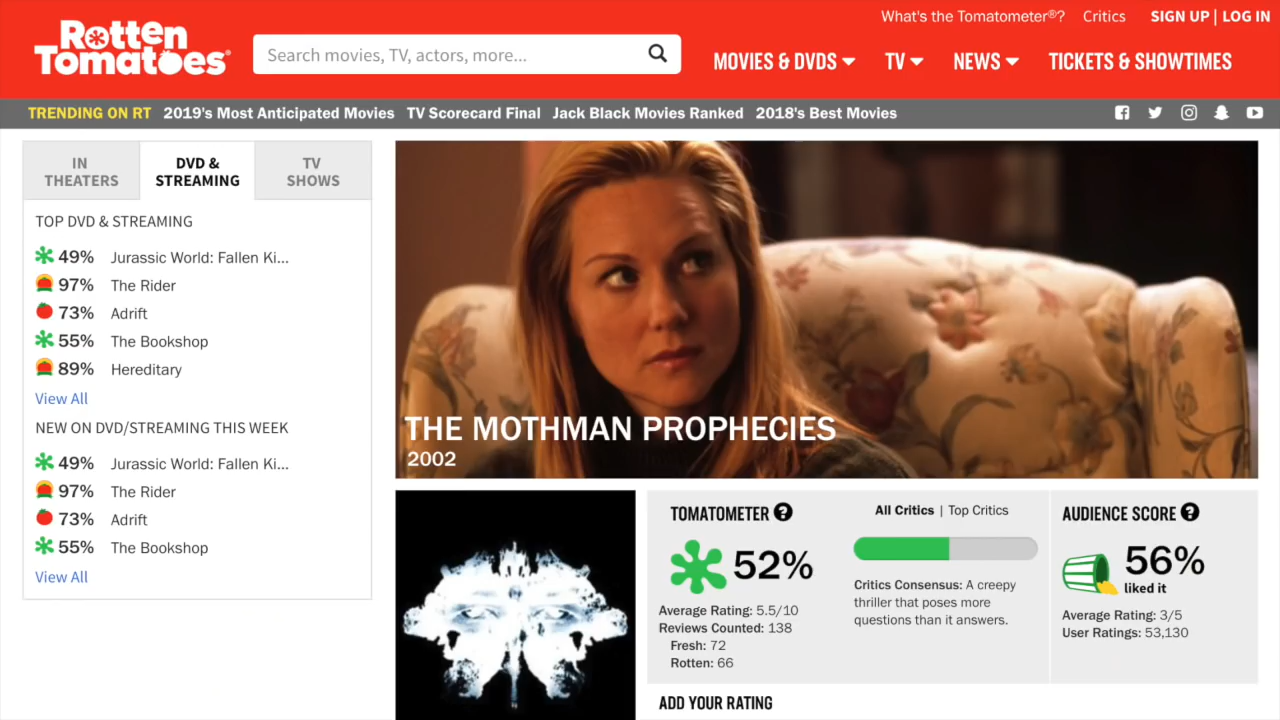 What's the Tomatometer®? Critics SIGN UP | LOG IN
Rotten
Tomatoes®
Search movies, TV, actors, more...
MOVIES & DVDS TV NEWS TICKETS & SHOWTIMES
TRENDING ON RT 2019's Most Anticipated Movies TV Scorecard Final Jack Black Movies Ranked 2018's Best Movies
IN THEATERS
DVD & STREAMING
TV SHOWS
TOP DVD & STREAMING
49% Jurassic World: Fallen Ki...
97% The Rider
73% Adrift
55% The Bookshop
89% Hereditary
View All
NEW ON DVD/STREAMING THIS WEEK
49% Jurassic World: Fallen Ki...
97% The Rider
73% Adrift
55% The Bookshop
View All
THE MOTHMAN PROPHECIES
2002
TOMATOMETER ?
52%
Average Rating: 5.5/10
Reviews Counted: 138
Fresh: 72
Rotten: 66
All Critics | Top Critics
Critics Consensus: A creepy
thriller that poses more
questions than it answers.
AUDIENCE SCORE ?
56%
liked it
Average Rating: 3/5
User Ratings: 53,130
ADD YOUR RATING